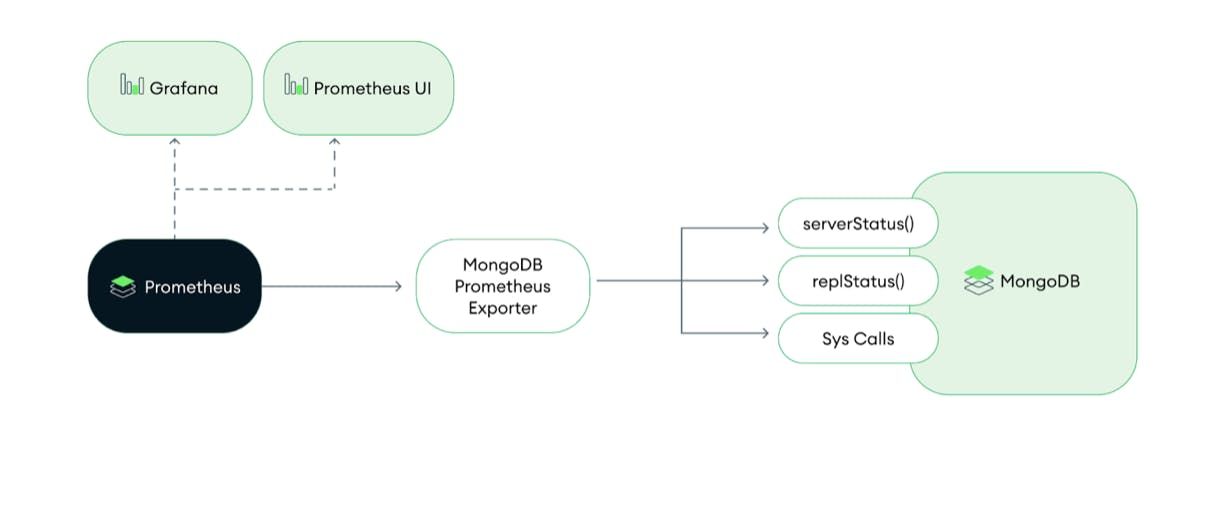 Grafana
Prometheus UI
Prometheus
MongoDB
Prometheus
Exporter
serverStatus()
replStatus()
Sys Calls
MongoDB